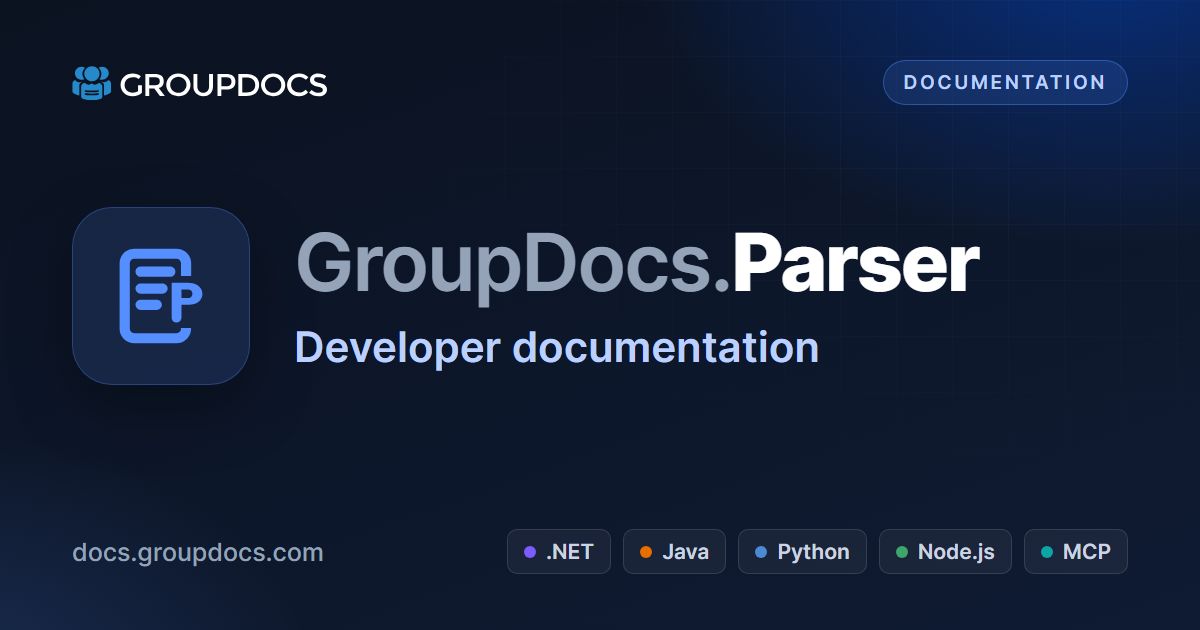 GROUPDOCS
DOCUMENTATION
GroupDocs.Parser
Developer documentation
docs.groupdocs.com
.NET
Java
Python
Node.js
MCP